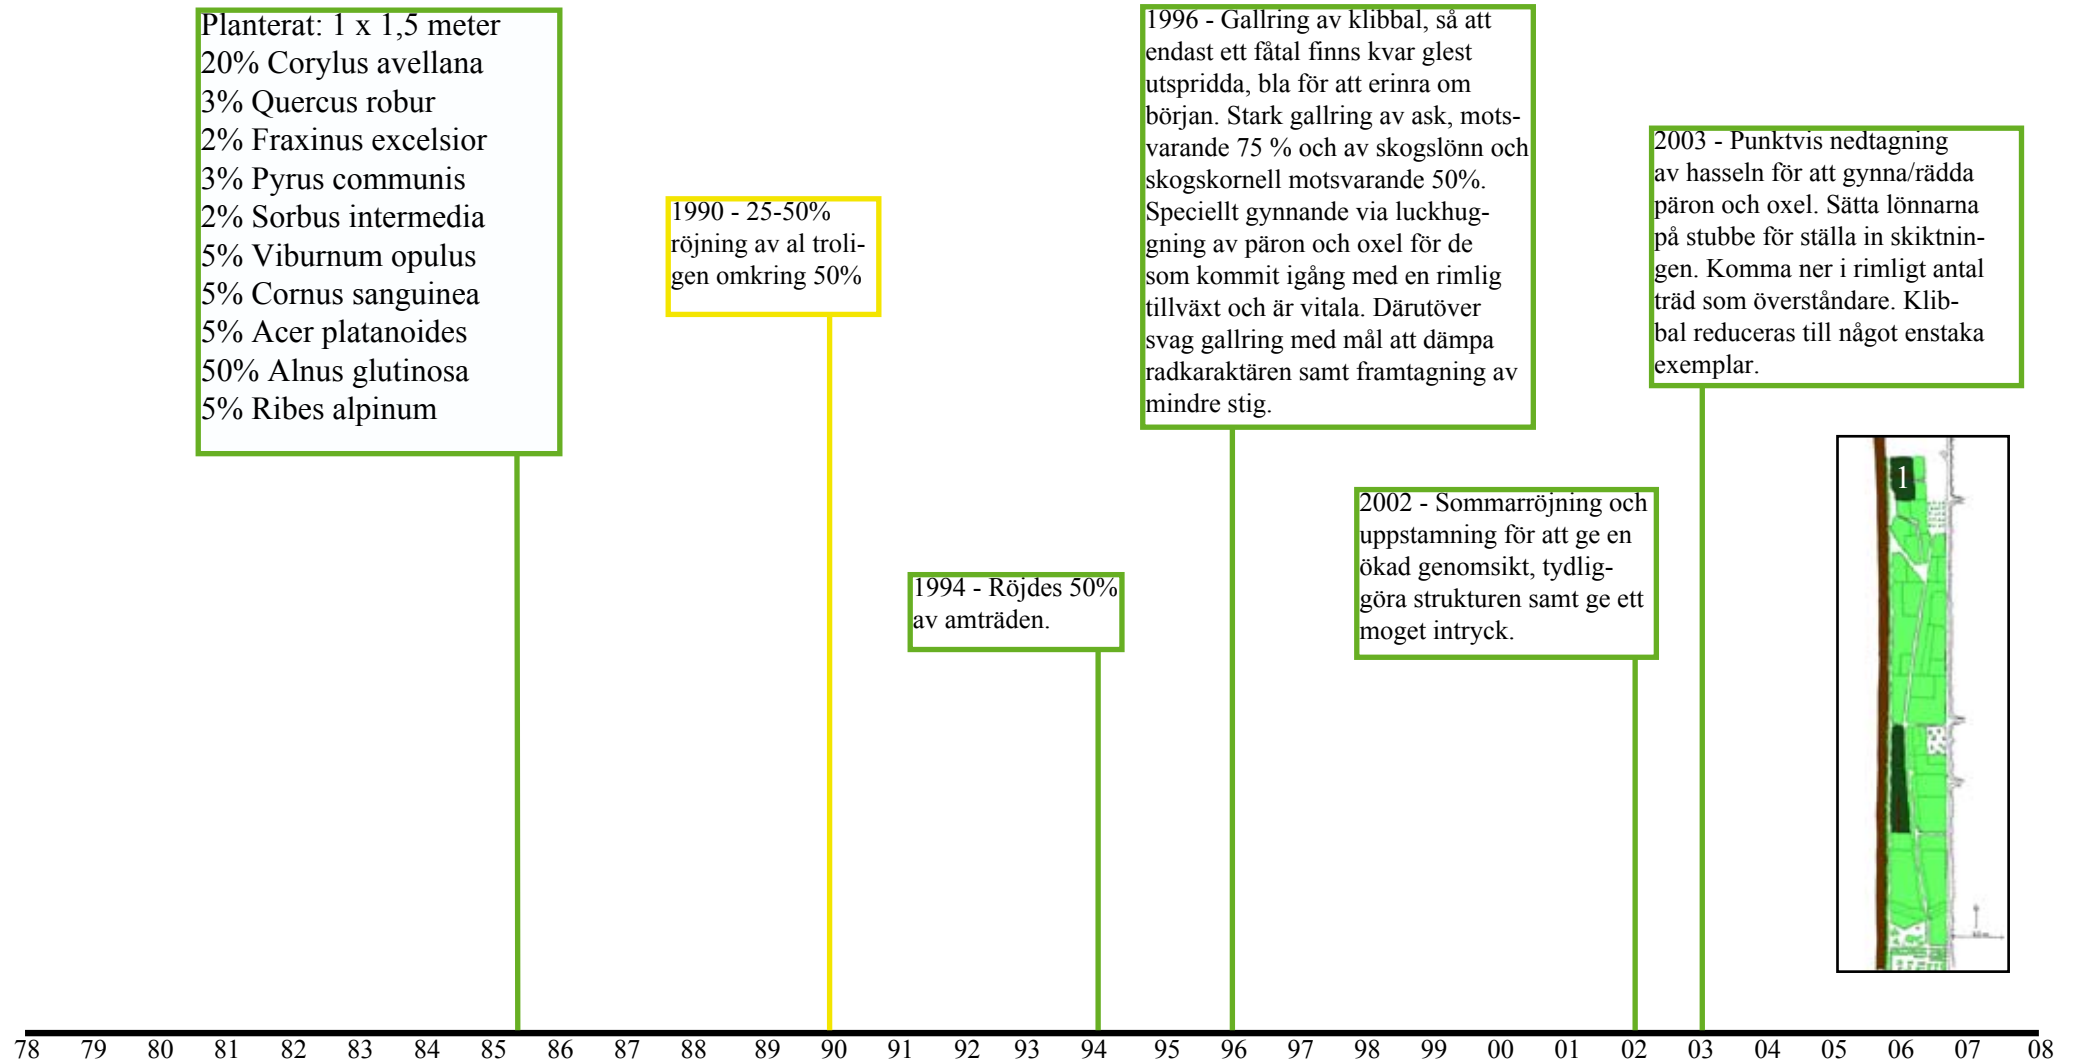 Planterat: 1 x 1,5 meter
20% Corylus avellana
3% Quercus robur
2% Fraxinus excelsior
3% Pyrus communis
2% Sorbus intermedia
5% Viburnum opulus
5% Cornus sanguinea
5% Acer platanoides
50% Alnus glutinosa
5% Ribes alpinum
1990 - 25-50%
röjning av al troli-
gen omkring 50%
1994 - Röjdes 50%
av amträden.
1996 - Gallring av klibbal, så att
endast ett fåtal finns kvar glest
utspridda, bla för att erinra om
början. Stark gallring av ask, mots-
varande 75 % och av skogslönn och
skogskornell motsvarande 50%.
Speciellt gynnande via luckhug-
gning av päron och oxel för de
som kommit igång med en rimlig
tillväxt och är vitala. Därutöver
svag gallring med mål att dämpa
radkaraktären samt framtagning av
mindre stig.
2002 - Sommarröjning och
uppstamning för att ge en
ökad genomsikt, tydlig-
göra strukturen samt ge ett
moget intryck.
2003 - Punktvis nedtagning
av hasseln för att gynna/rädda
päron och oxel. Sätta lönnarna
på stubbe för ställa in skiktnin-
gen. Komma ner i rimligt antal
träd som överståndare. Klib-
bal reduceras till något enstaka
exemplar.
1
78 79 80 81 82 83 84 85 86 87 88 89 90 91 92 93 94 95 96 97 98 99 00 01 02 03 04 05 06 07 08